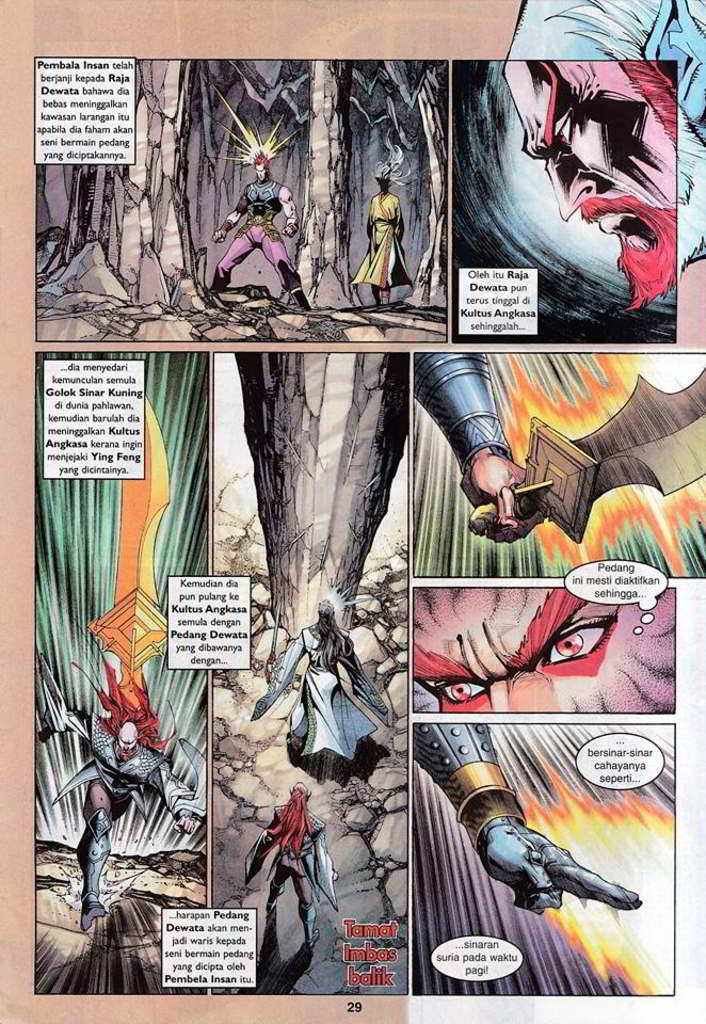 Pembala Insan telah
berjanji kepada Raja
Dewata bahawa dia
bebas meninggalkan
kawasan larangan itu
apabila dia faham akan
seni bermain pedang
yang diciptakannya.
Oleh itu Raja
Dewata pun
terus tinggal di
Kultus Angkasa
sehinggalah...
...dia menyedari
kemunculan semula
Golok Sinar Kuning
di dunia pahlawan,
kemudian barulah dia
meninggalkan Kultus
Angkasa kerana ingin
menjejaki Ying Feng
yang dicintainya.
Kemudian dia
pun pulang ke
Kultus Angkasa
semula dengan
Pedang Dewata
yang dibawanya
dengan...
...harapan Pedang
Dewata akan men-
jadi waris kepada
seni bermain pedang
yang dicipta oleh
Pembela Insan itu.
Tamat
Imbas
balik
Pedang
ini mesti diaktifkan
sehingga...
...
bersinar-sinar
cahayanya
seperti...
...sinaran
suria pada waktu
pagi!
29